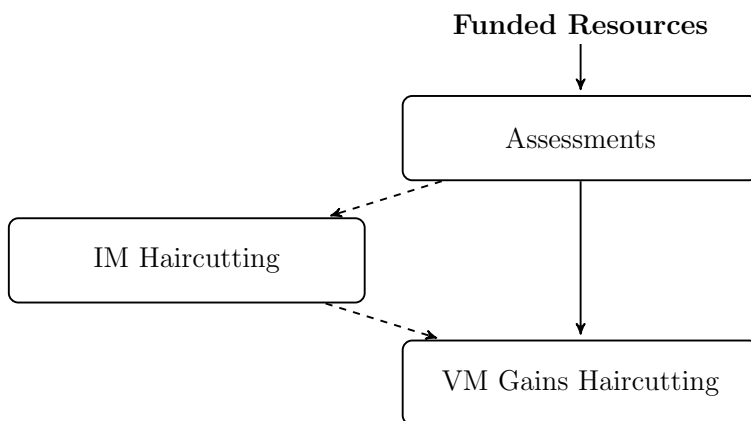 Funded Resources
Assessments
IM Haircutting
VM Gains Haircutting